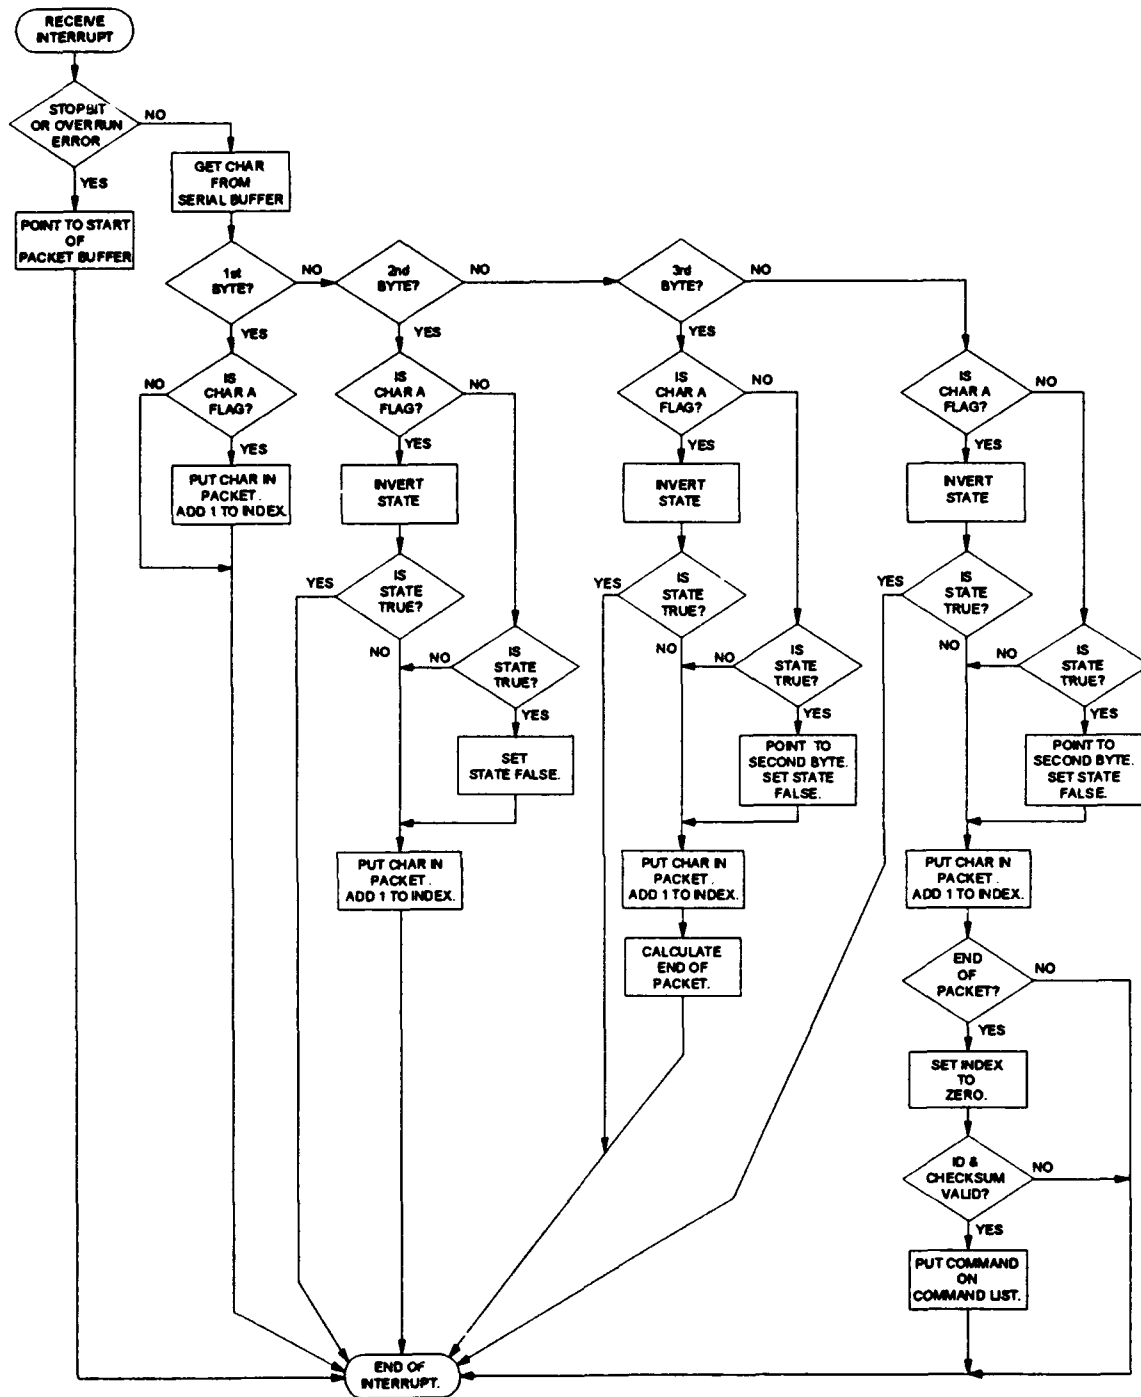 RECEIVE
INTERRUPT
STOPBIT
OR OVERRUN
ERROR
NO
YES
POINT TO START
OF
PACKET BUFFER
GET CHAR
FROM
SERIAL BUFFER
1st
BYTE?
NO
YES
IS
CHAR A
FLAG?
NO
YES
PUT CHAR IN
PACKET.
ADD 1 TO INDEX.
2nd
BYTE?
NO
YES
IS
CHAR A
FLAG?
NO
YES
INVERT
STATE
IS
STATE
TRUE?
YES
NO
IS
STATE
TRUE?
NO
YES
SET
STATE FALSE.
PUT CHAR IN
PACKET.
ADD 1 TO INDEX.
3rd
BYTE?
NO
YES
IS
CHAR A
FLAG?
NO
YES
INVERT
STATE
IS
STATE
TRUE?
YES
NO
IS
STATE
TRUE?
NO
YES
POINT TO
SECOND BYTE.
SET STATE
FALSE.
PUT CHAR IN
PACKET.
ADD 1 TO INDEX.
CALCULATE
END OF
PACKET.
IS
CHAR A
FLAG?
NO
YES
INVERT
STATE
IS
STATE
TRUE?
YES
NO
IS
STATE
TRUE?
NO
YES
POINT TO
SECOND BYTE.
SET STATE
FALSE.
PUT CHAR IN
PACKET.
ADD 1 TO INDEX.
END
OF
PACKET?
NO
YES
SET INDEX
TO
ZERO.
ID &
CHECKSUM
VALID?
NO
YES
PUT COMMAND
ON
COMMAND LIST.
END OF
INTERRUPT.